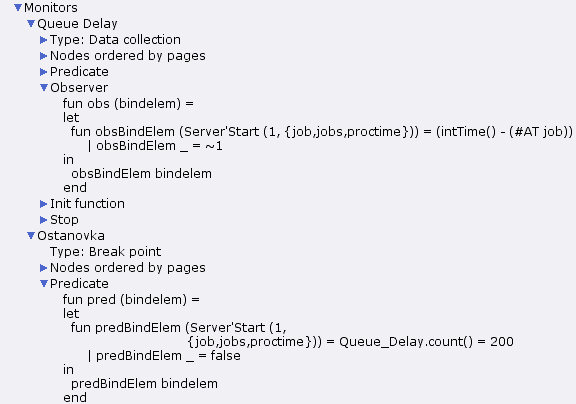 Monitors
Queue Delay
Type: Data collection
Nodes ordered by pages
Predicate
Observer
fun obs (bindelem) =
let
fun obsBindElem (Server'Start (1, {job,jobs,proctime})) = (intTime() - (#AT job))
| obsBindElem _ = ~1
in
obsBindElem bindelem
end
Init function
Stop
Ostanovka
Type: Break point
Nodes ordered by pages
Predicate
fun pred (bindelem) =
let
fun predBindElem (Server'Start (1,
{job,jobs,proctime})) = Queue_Delay.count() = 200
| predBindElem _ = false
in
predBindElem bindelem
end